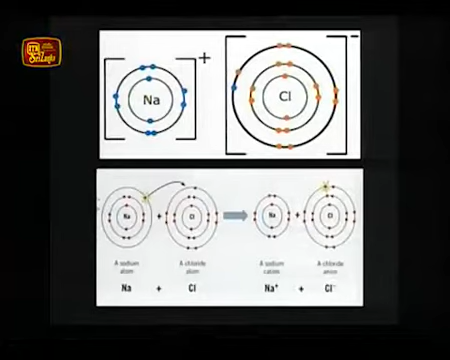 Na
+
Cl
−
Na
+
Cl
Na
+
Cl
A sodium
atom
A chloride
atom
A sodium
cation
A chloride
anion
Na + Cl Na⁺ + Cl⁻